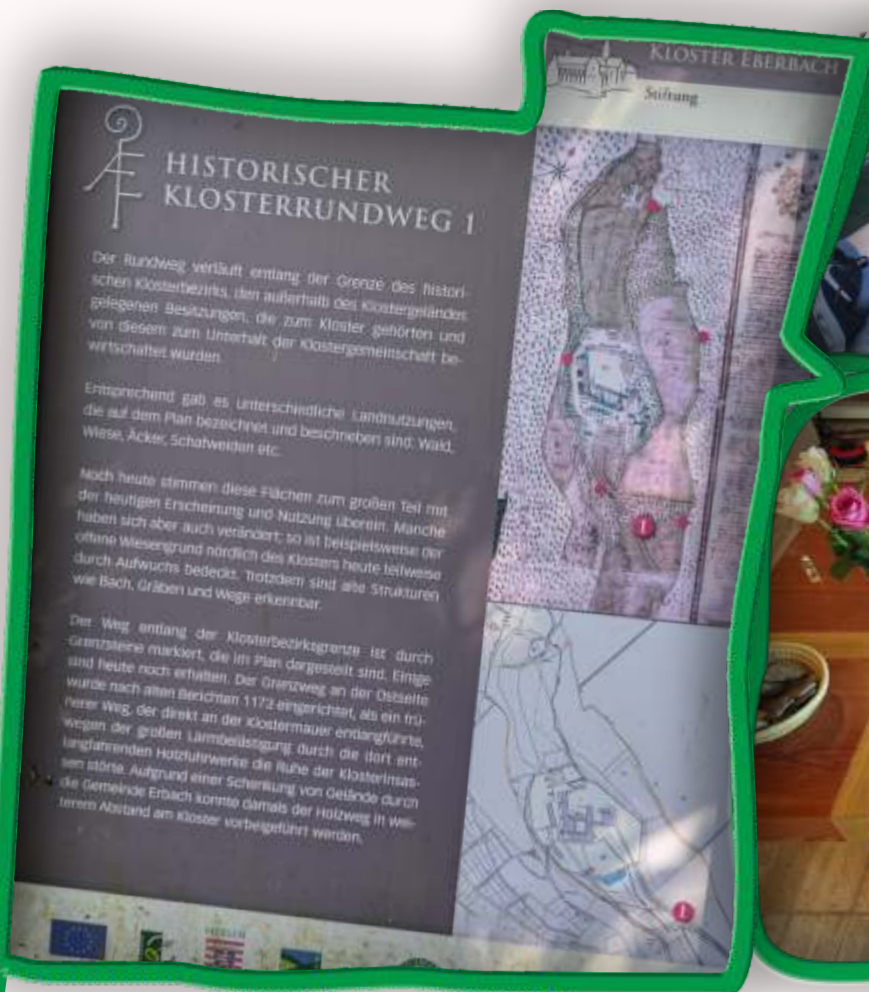 KLOSTER EBERBACH
Stiftung
HISTORISCHER
KLOSTERRUNDWEG 1
Der Rundweg verläuft entlang der Grenze des histori-
schen Klosterbezirks, den außerhalb des Klostergeländes
gelegenen Besitzungen, die zum Kloster gehörten und
von diesem zum Unterhalt der Klostergemeinschaft be-
wirtschaftet wurden.
Entsprechend gab es unterschiedliche Landnutzungen,
die auf dem Plan bezeichnet und beschrieben sind: Wald,
Wiese, Äcker, Schafweiden etc.
Noch heute stimmen diese Flächen zum großen Teil mit
der heutigen Erscheinung und Nutzung überein. Manche
haben sich aber auch verändert; so ist beispielsweise der
offene Wiesengrund nördlich des Klosters heute teilweise
durch Aufwuchs bedeckt. Trotzdem sind alte Strukturen
wie Bach, Gräben und Wege erkennbar.
Der Weg entlang der Klosterbezirksgrenze ist durch
Grenzsteine markiert, die im Plan dargestellt sind. Einige
sind heute noch erhalten. Der Grenzweg an der Ostseite
wurde nach alten Berichten 1172 eingerichtet, als ein frü-
herer Weg, der direkt an der Klostermauer entlangführte,
wegen der großen Lärmbelästigung durch die dort ent-
langfahrenden Holzfuhrwerke die Ruhe der Klosterinsas-
sen störte. Aufgrund einer Schenkung von Gelände durch
die Gemeinde Erbach konnte damals der Holzweg in wei-
terem Abstand am Kloster vorbeigeführt werden.
1
1
HESSEN